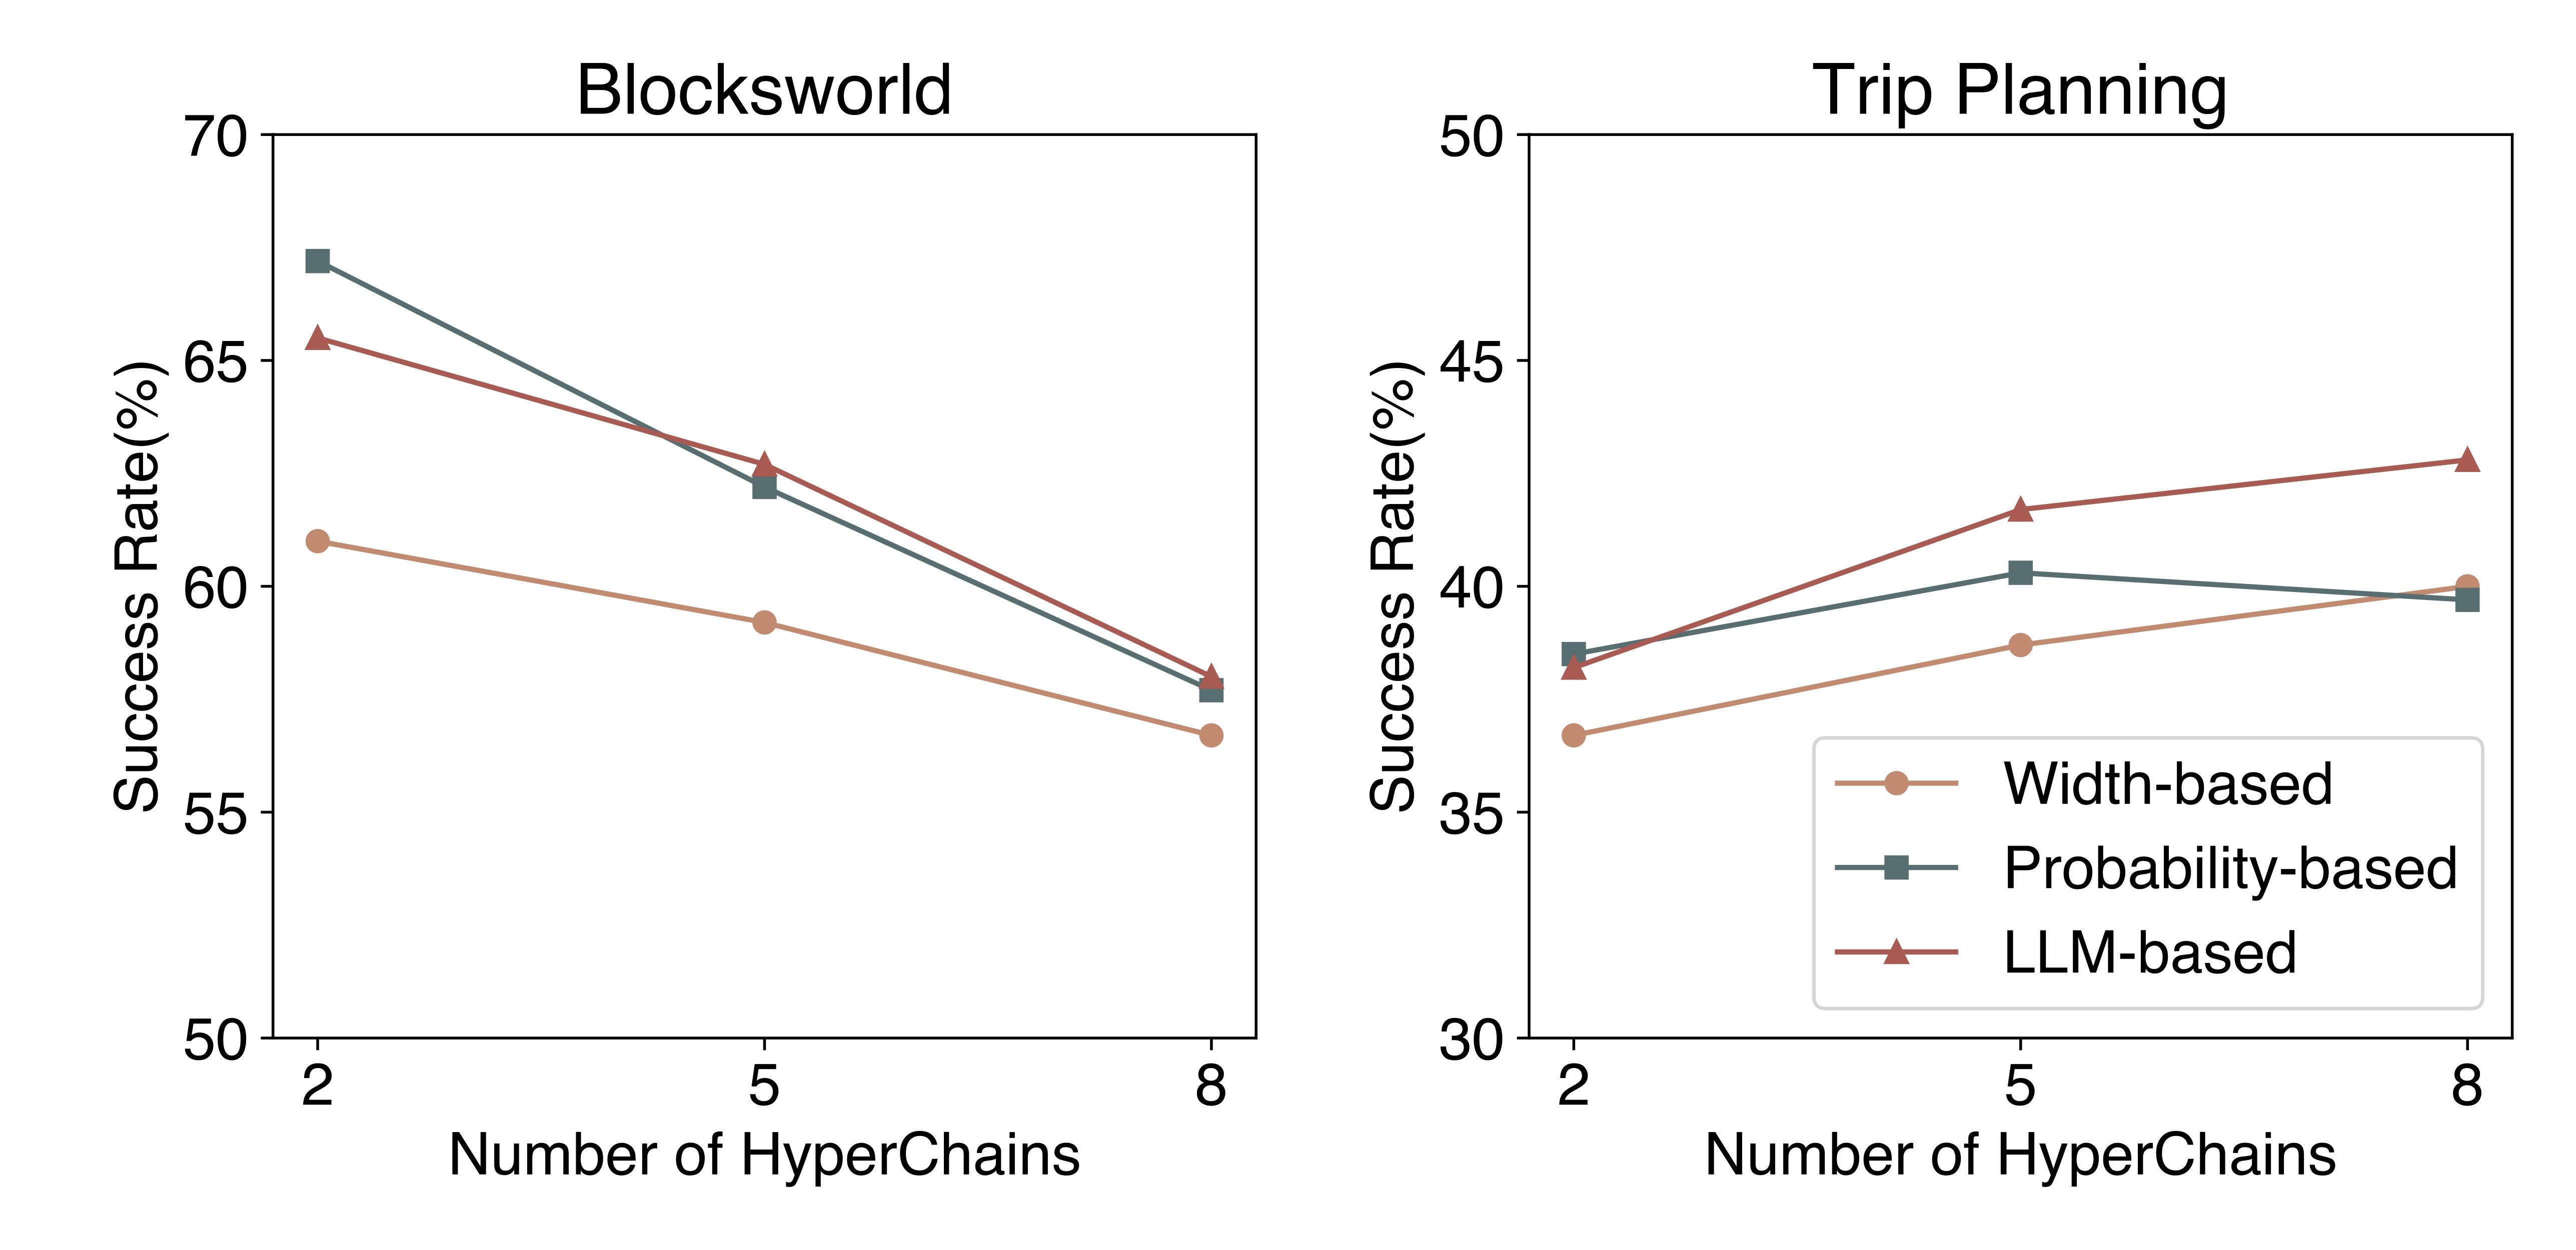 Blocksworld
70
65
60
55
50
Success Rate(%)
2 5 8
Number of HyperChains
Trip Planning
50
45
40
35
30
Success Rate(%)
2 5 8
Number of HyperChains
Width-based
Probability-based
LLM-based